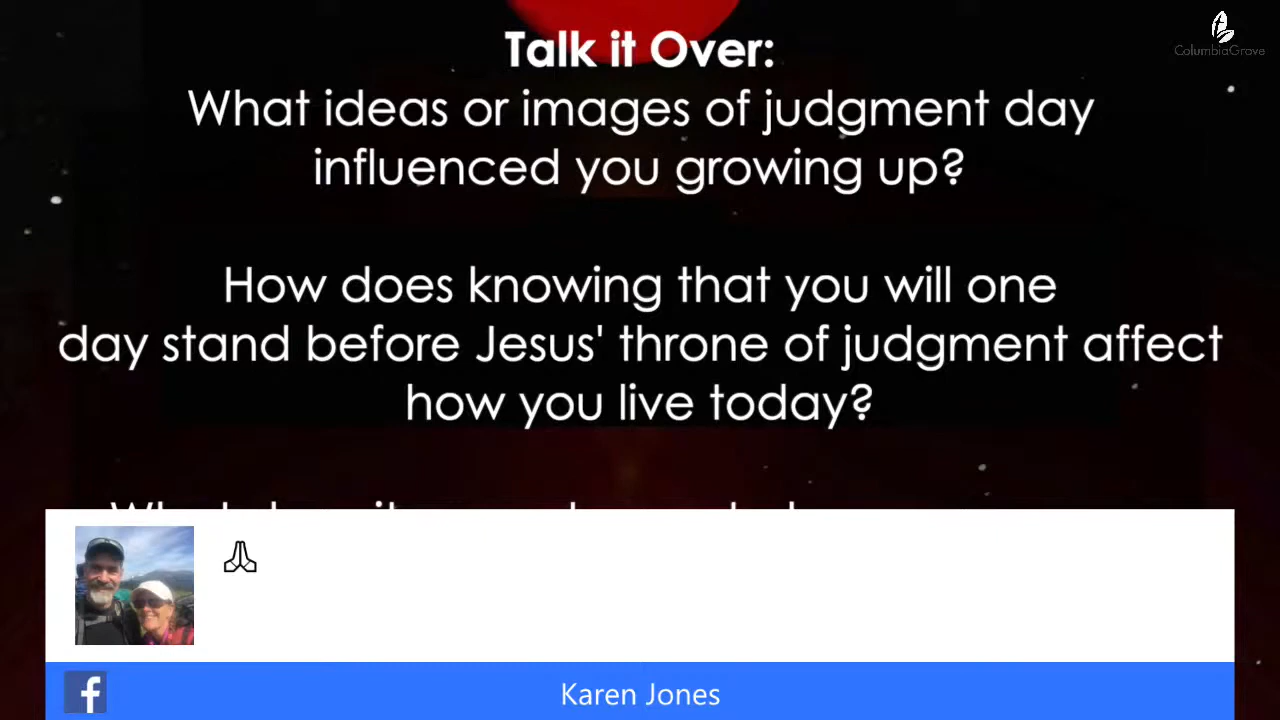 ColumbiaGrove
Talk it Over:
What ideas or images of judgment day
influenced you growing up?
How does knowing that you will one
day stand before Jesus' throne of judgment affect
how you live today?
🙏
f
Karen Jones